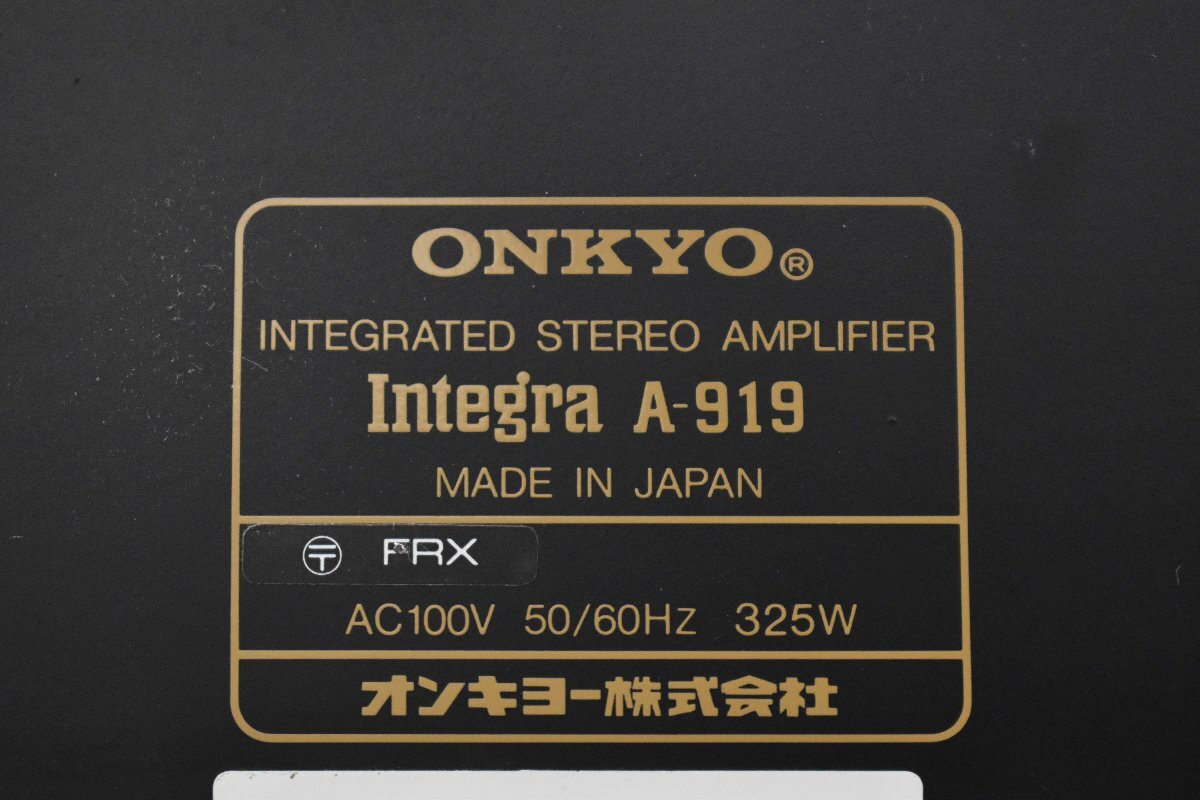 ONKYO®
INTEGRATED STEREO AMPLIFIER
Integra A-919
MADE IN JAPAN
〶 FRX
AC100V 50/60Hz 325W
オンキヨー株式会社